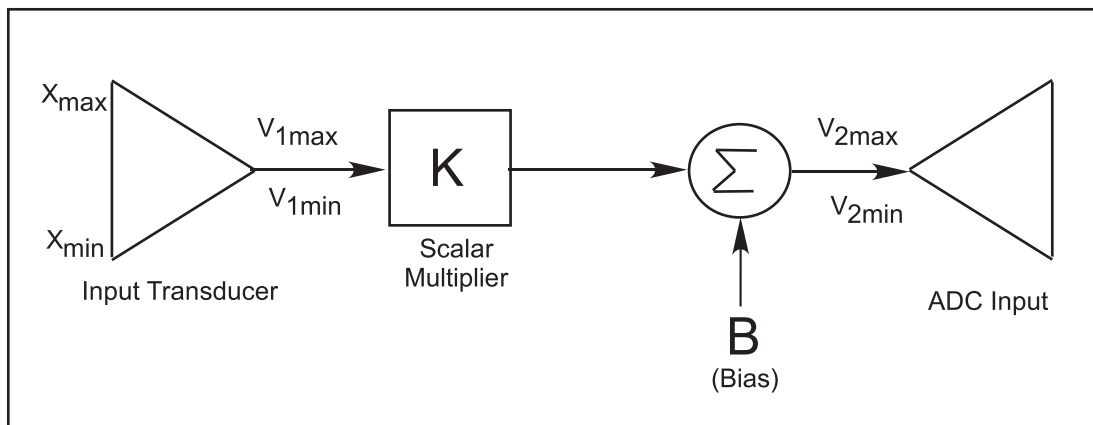 Xmax
V1max
V1min
Xmin
Input Transducer
K
Scalar
Multiplier
Σ
B
(Bias)
V2max
V2min
ADC Input